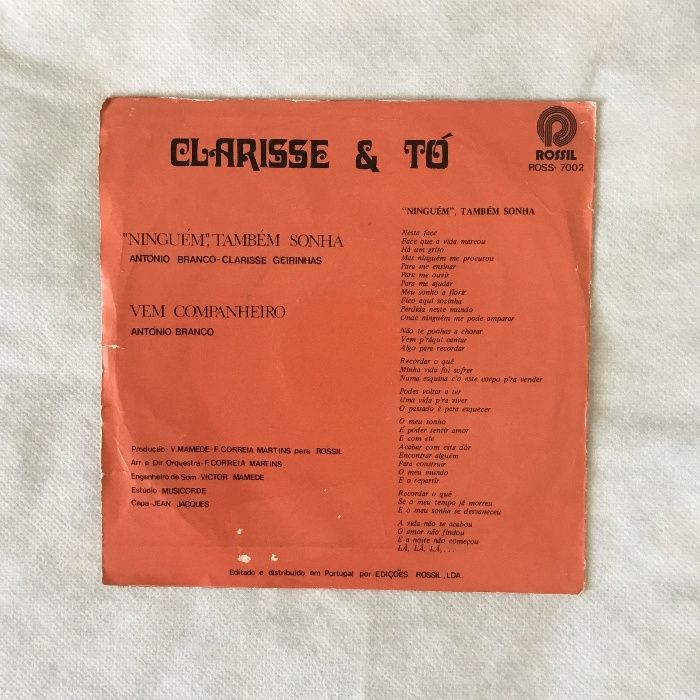 CLARISSE & TÓ
ROSSIL
ROSS- 7002
"NINGUÉM", TAMBÉM SONHA
ANTONIO BRANCO-CLARISSE GEIRINHAS
VEM COMPANHEIRO
ANTONIO BRANCO
Producão - V.MAMEDE - F CORREIA MARTINS para ROSSIL
Arr. e Dir Orquestra - F. CORREIA MARTINS
Engenheiro de Som - VICTOR MAMEDE
Estúdio - MUSICORDE
Capa - JEAN JACQUES
"NINGUÉM", TAMBÉM SONHA
Nesta face
Face que a vida marcou
Há um grito
Mas ninguém me procurou
Para me ensinar
Para me ouvir
Para me ajudar
Meu sonho a florir
Fico aqui sozinha
Perdida neste mundo
Onde ninguém me pode amparar
Não te ponhas a chorar
Vem p'ráqui cantar
Algo para recordar
Recordar o quê
Minha vida foi sofrer
Numa esquina c'o este corpo p'ra vender
Podes voltar a ter
Uma vida p'ra viver
O passado é para esquecer
O meu sonho
É poder sentir amor
E com ele
Acabar com esta dôr
Encontrar alguém
Para construir
O meu mundo
E o repartir
Recordar o quê
Se o meu tempo já morreu
E o meu sonho se desvaneceu
A vida não te acabou
O amor não findou
E a noite não começou
LÁ, LÁ, LÁ, . . .
Editado e distribuido em Portugal por EDIÇÕES ROSSIL, LDA.